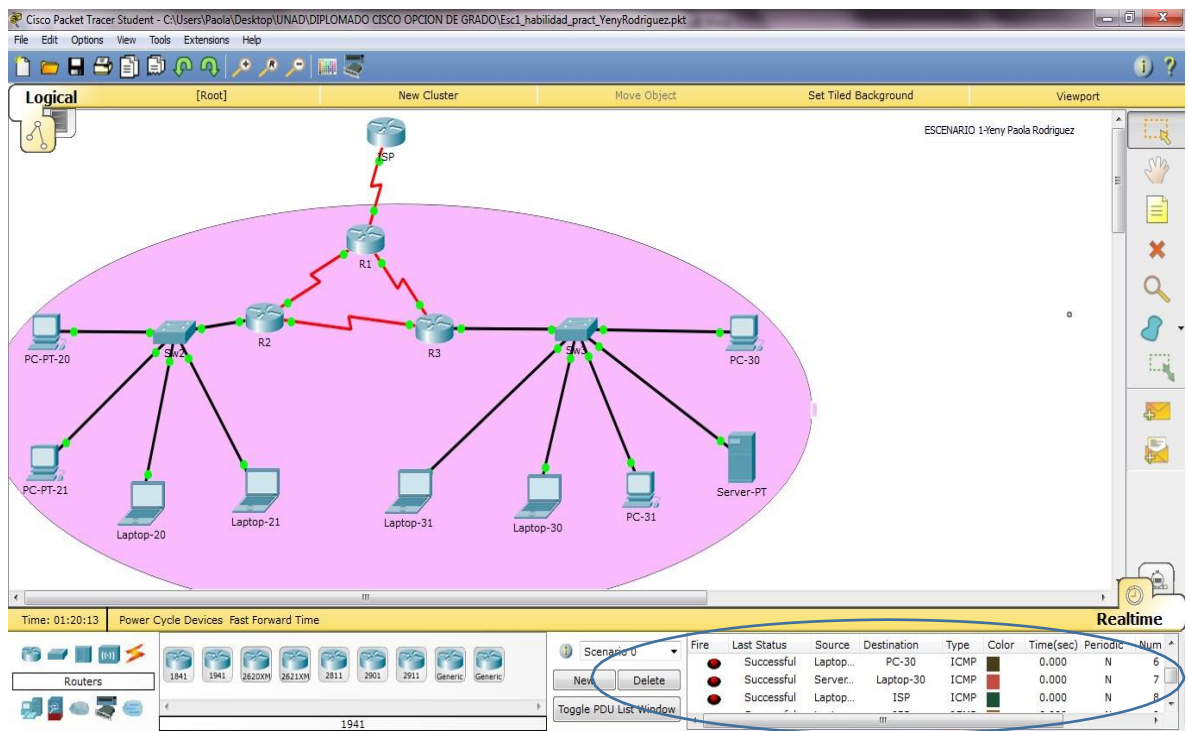 Cisco Packet Tracer Student - C:\Users\Paola\Desktop\UNAD\DIPLOMADO CISCO OPCION DE GRADO\Esc1_habilidad_pract_YenyRodriguez.pkt
File Edit Options View Tools Extensions Help
Logical [Root] New Cluster Move Object Set Tiled Background Viewport
ESCENARIO 1-Yeny Paola Rodriguez
ISP
R1
R2
R3
PC-PT-20
Sw2
Sw3
PC-30
PC-PT-21
Laptop-20
Laptop-21
Laptop-31
Laptop-30
PC-31
Server-PT
Time: 01:20:13 Power Cycle Devices Fast Forward Time Realtime
Routers
1841 1941 2620XM 2621XM 2811 2901 2911 Generic Generic
1941
Scenario 0
New Delete
Toggle PDU List Window
Fire Last Status Source Destination Type Color Time(sec) Periodic Num
Successful Laptop... PC-30 ICMP 0.000 N 6
Successful Server... Laptop-30 ICMP 0.000 N 7
Successful Laptop... ISP ICMP 0.000 N 8